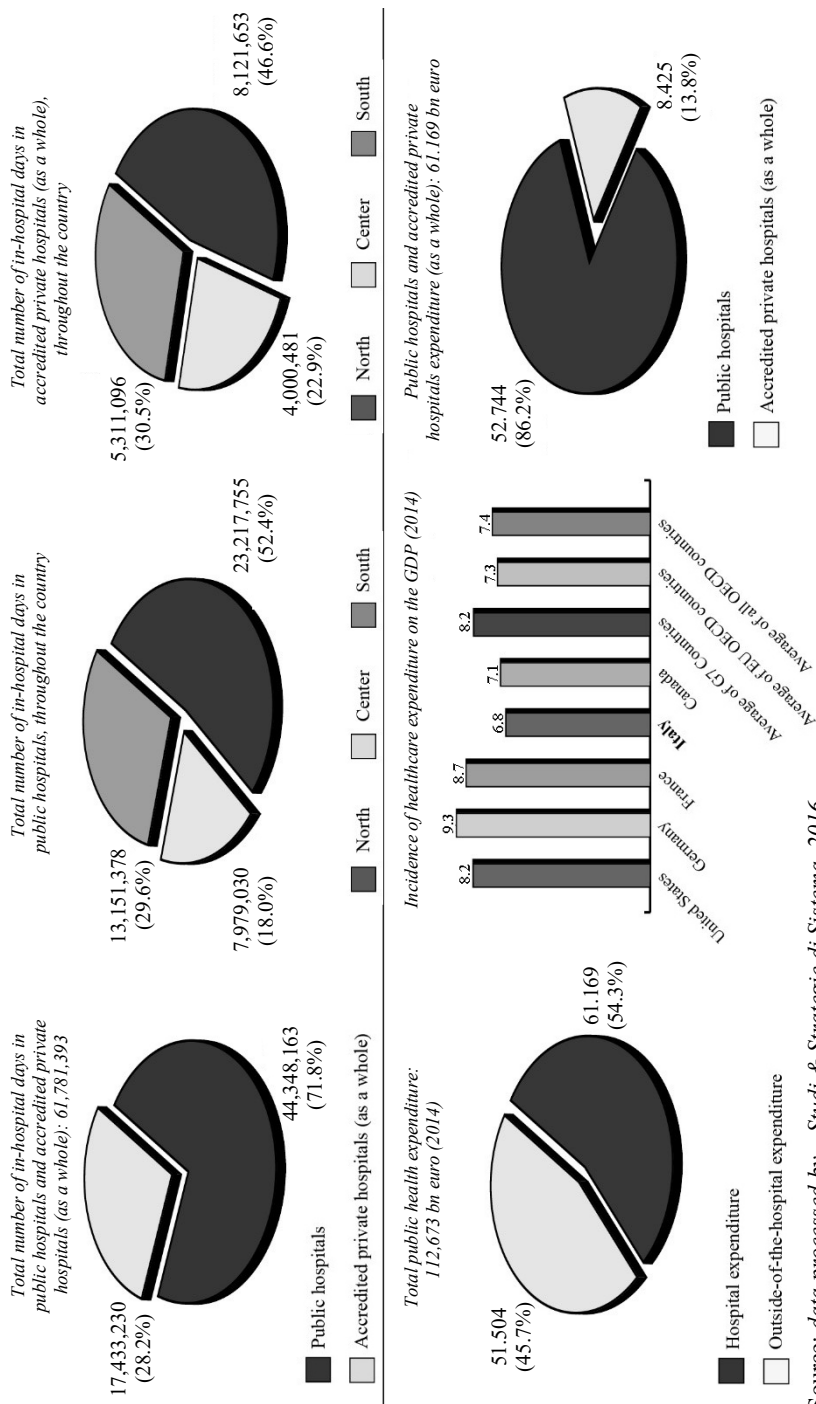 Total number of in-hospital days in
public hospitals and accredited private
hospitals (as a whole): 61,781,393
17,433,230
(28.2%)
44,348,163
(71.8%)
Public hospitals
Accredited private hospitals (as a whole)
Total number of in-hospital days in
public hospitals, throughout the country
13,151,378
(29.6%)
7,979,030
(18.0%)
23,217,755
(52.4%)
North
Center
South
Total number of in-hospital days in
accredited private hospitals (as a whole),
throughout the country
5,311,096
(30.5%)
4,000,481
(22.9%)
8,121,653
(46.6%)
North
Center
South
Total public health expenditure:
112,673 bn euro (2014)
51.504
(45.7%)
61.169
(54.3%)
Hospital expenditure
Outside-of-the-hospital expenditure
Incidence of healthcare expenditure on the GDP (2014)
8.2
9.3
8.7
6.8
7.1
8.2
7.3
7.4
United States
Germany
France
Italy
Canada
Average of G7 Countries
Average of EU OECD countries
Average of all OECD countries
Public hospitals and accredited private
hospitals expenditure (as a whole): 61.169 bn euro
52.744
(86.2%)
8.425
(13.8%)
Public hospitals
Accredited private hospitals (as a whole)
Source: data processed by Studi & Strategie di Sistema, 2016